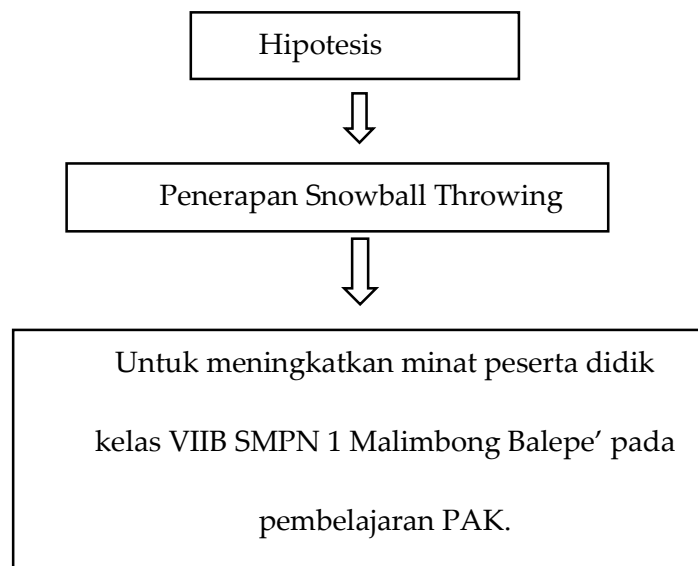 Hipotesis
Penerapan Snowball Throwing
Untuk meningkatkan minat peserta didik
kelas VIIB SMPN 1 Malimbong Balepe’ pada
pembelajaran PAK.